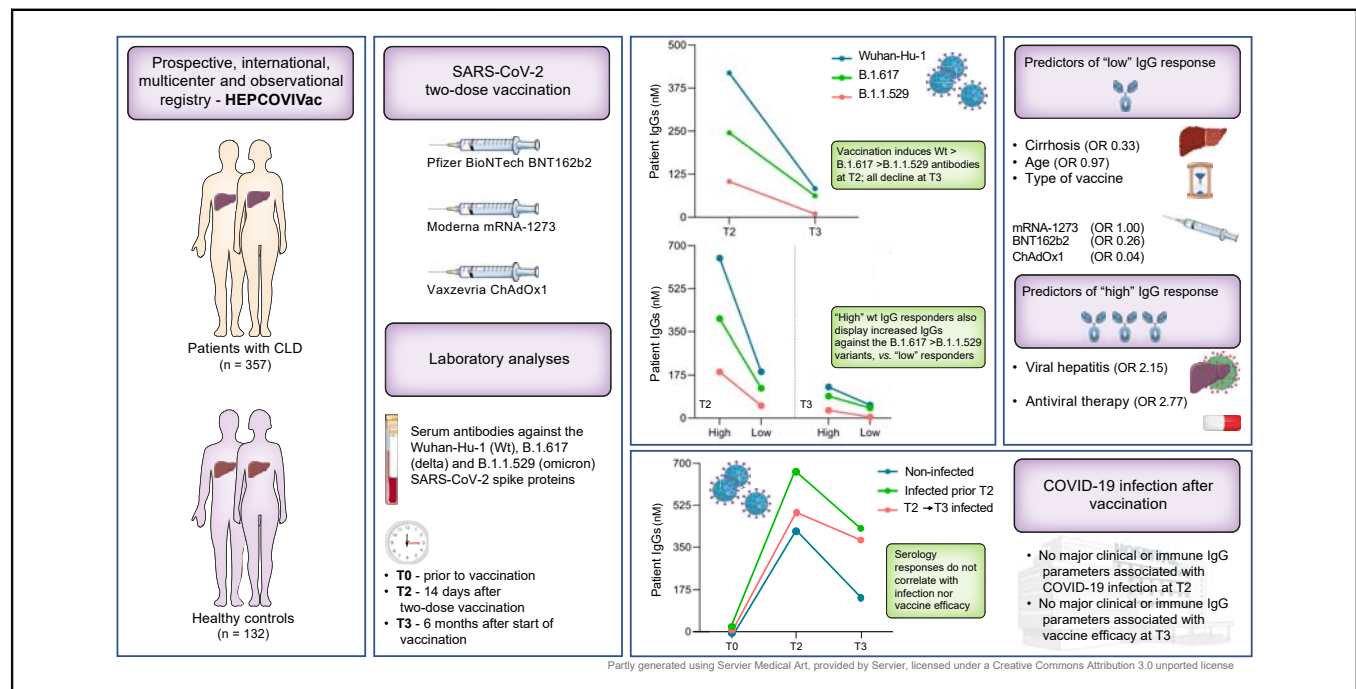 Prospective, international,
multicenter and observational
registry - HEPCOVIVac
Patients with CLD
(n = 357)
Healthy controls
(n = 132)
SARS-CoV-2
two-dose vaccination
Pfizer BioNTech BNT162b2
Moderna mRNA-1273
Vaxzevria ChAdOx1
Laboratory analyses
Serum antibodies against the
Wuhan-Hu-1 (Wt), B.1.617
(delta) and B.1.1.529 (omicron)
SARS-CoV-2 spike proteins
• T0 - prior to vaccination
• T2 - 14 days after
two-dose vaccination
• T3 - 6 months after start of
vaccination
Patient IgGs (nM)
500
375
250
125
0
T2
T3
Wuhan-Hu-1
B.1.617
B.1.1.529
Vaccination induces Wt >
B.1.617 >B.1.1.529 antibodies
at T2; all decline at T3
Patient IgGs (nM)
700
525
350
175
0
T2
T3
High
Low
High
Low
“High” wt IgG responders also
display increased IgGs
against the B.1.617 >B.1.1.529
variants, vs. “low” responders
Predictors of “low” IgG response
• Cirrhosis (OR 0.33)
• Age (OR 0.97)
• Type of vaccine
mRNA-1273 (OR 1.00)
BNT162b2 (OR 0.26)
ChAdOx1 (OR 0.04)
Predictors of “high” IgG response
• Viral hepatitis (OR 2.15)
• Antiviral therapy (OR 2.77)
Patient IgGs (nM)
700
525
350
175
0
T0
T2
T3
Non-infected
Infected prior T2
T2 → T3 infected
Serology
responses do not
correlate with
infection nor
vaccine efficacy
COVID-19 infection after
vaccination
• No major clinical or immune IgG
parameters associated with
COVID-19 infection at T2
• No major clinical or immune IgG
parameters associated with
vaccine efficacy at T3
Partly generated using Servier Medical Art, provided by Servier, licensed under a Creative Commons Attribution 3.0 unported license